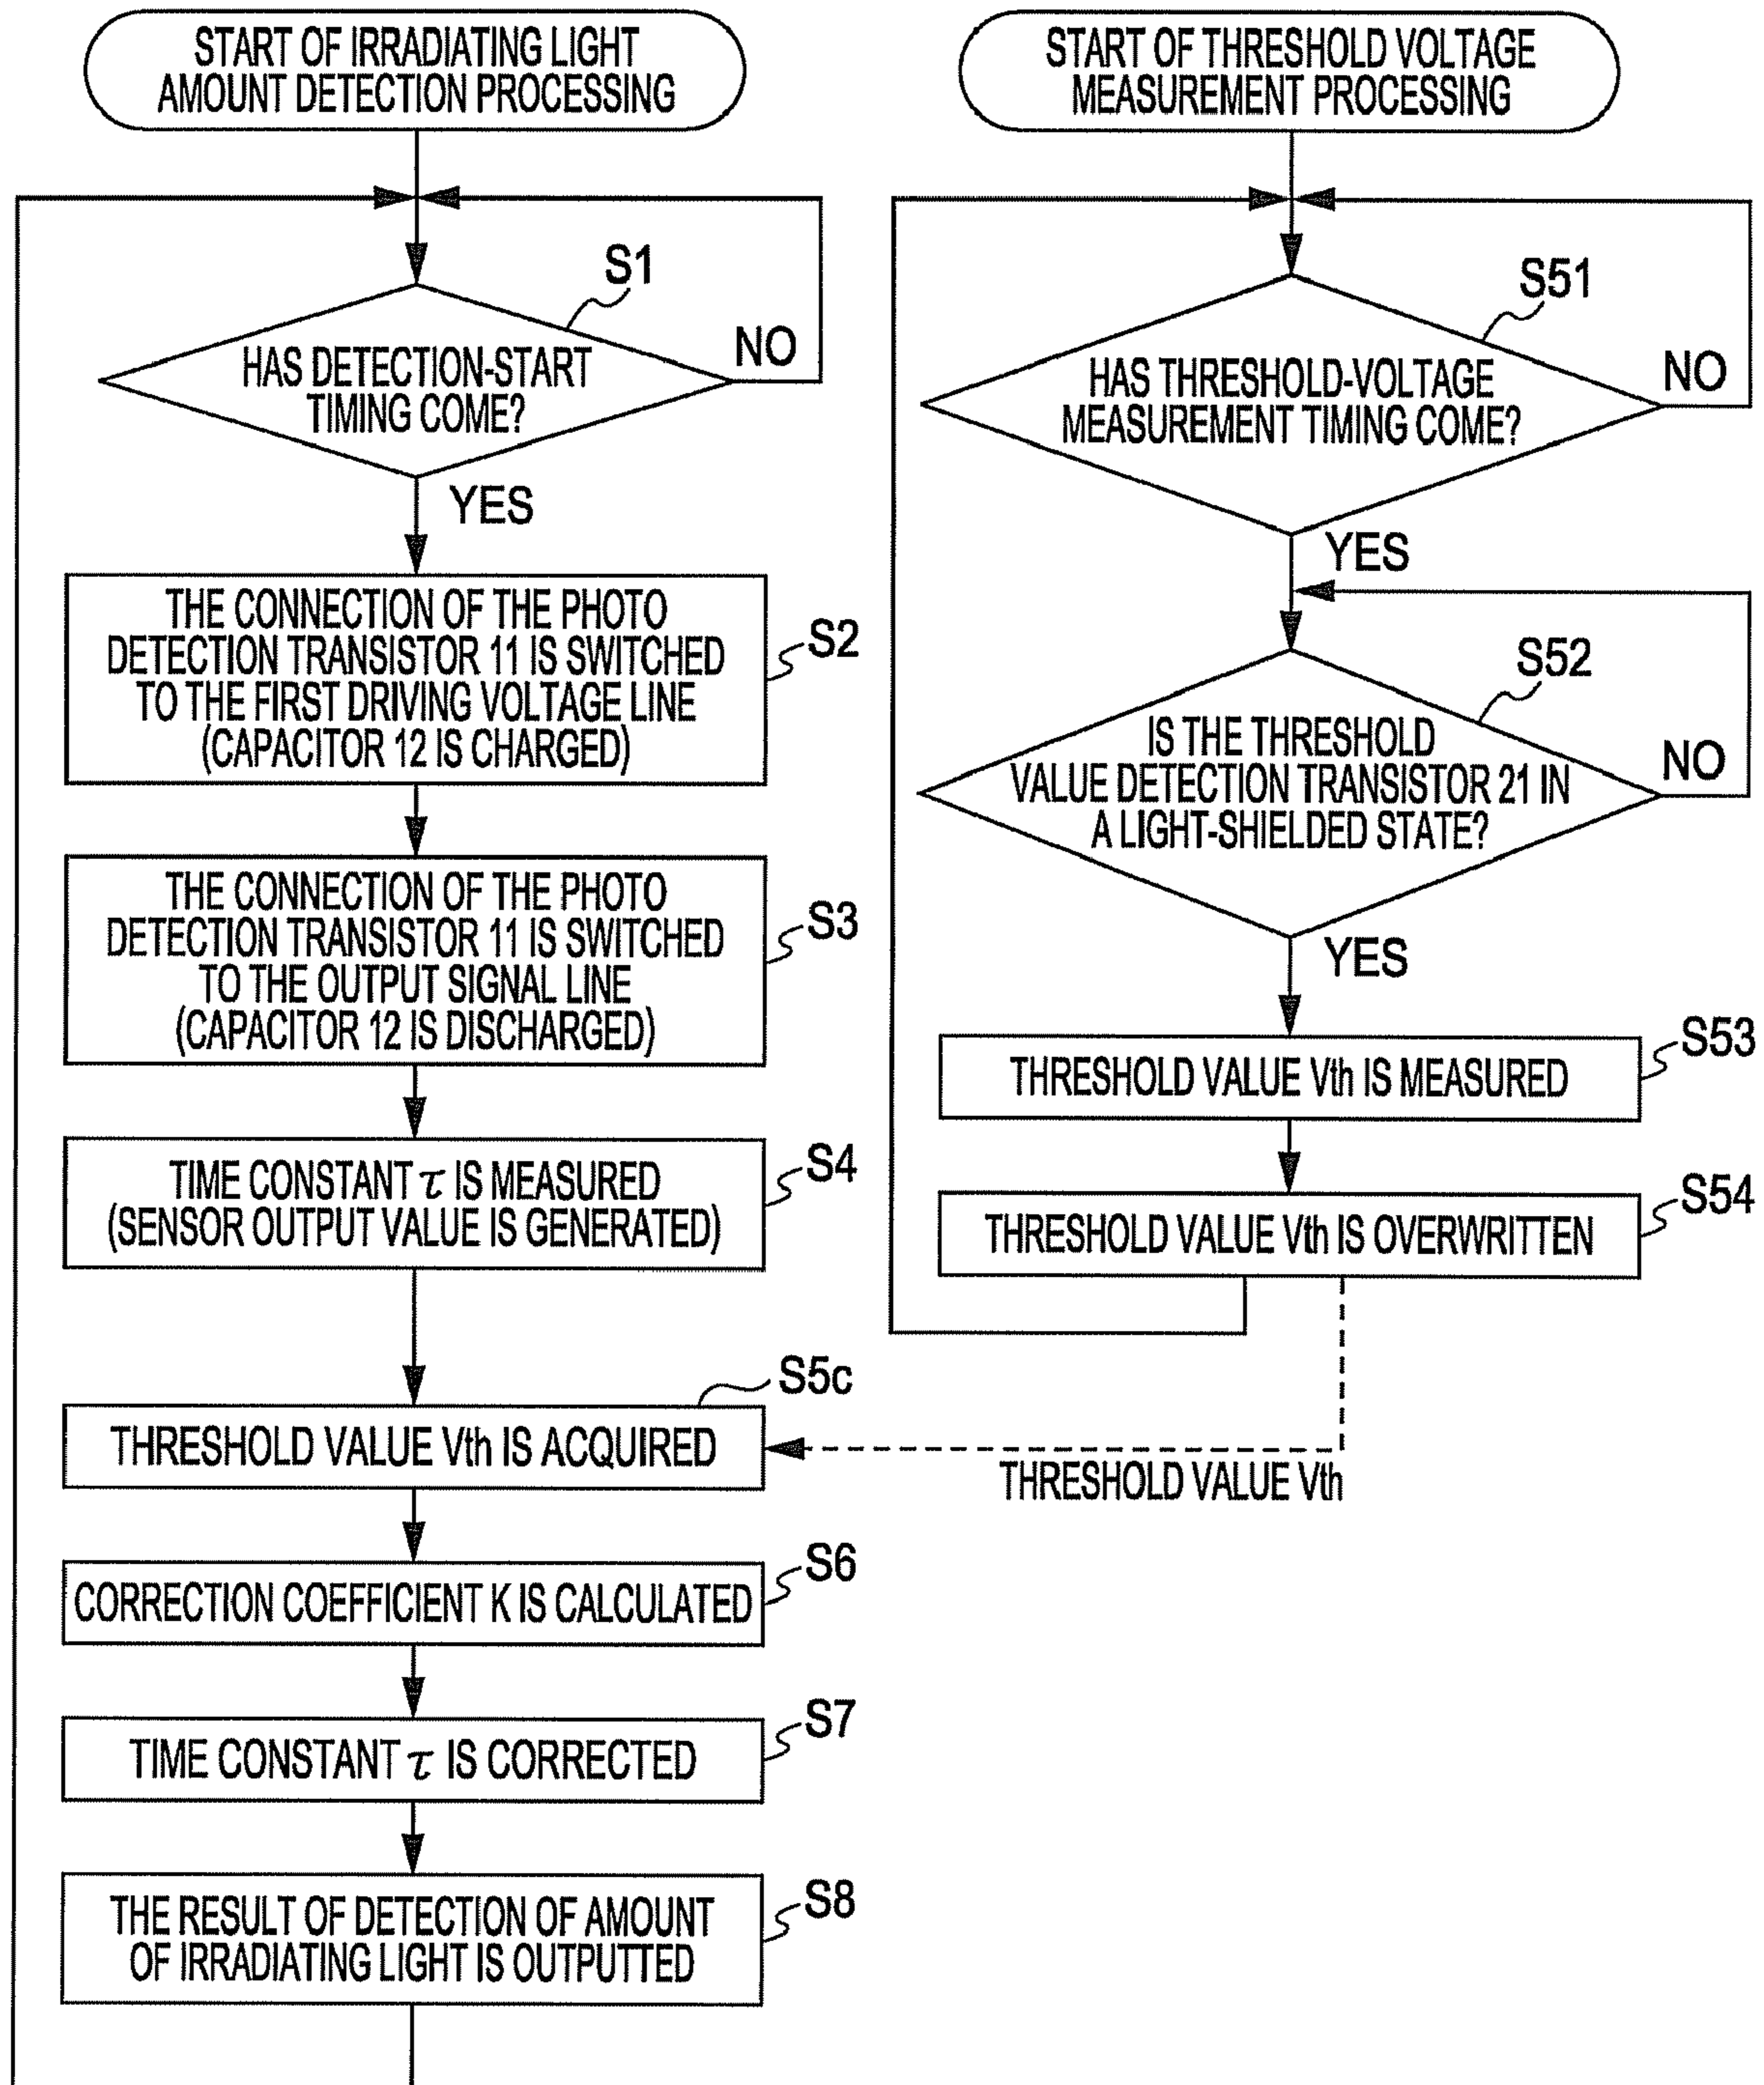 START OF IRRADIATING LIGHT
AMOUNT DETECTION PROCESSING
S1
HAS DETECTION-START
TIMING COME?
NO
YES
THE CONNECTION OF THE PHOTO
DETECTION TRANSISTOR 11 IS SWITCHED
TO THE FIRST DRIVING VOLTAGE LINE
(CAPACITOR 12 IS CHARGED)
S2
THE CONNECTION OF THE PHOTO
DETECTION TRANSISTOR 11 IS SWITCHED
TO THE OUTPUT SIGNAL LINE
(CAPACITOR 12 IS DISCHARGED)
S3
TIME CONSTANT τ IS MEASURED
(SENSOR OUTPUT VALUE IS GENERATED)
S4
S5c
THRESHOLD VALUE Vth IS ACQUIRED
CORRECTION COEFFICIENT K IS CALCULATED
S6
TIME CONSTANT τ IS CORRECTED
S7
THE RESULT OF DETECTION OF AMOUNT
OF IRRADIATING LIGHT IS OUTPUTTED
S8
START OF THRESHOLD VOLTAGE
MEASUREMENT PROCESSING
S51
HAS THRESHOLD-VOLTAGE
MEASUREMENT TIMING COME?
NO
YES
S52
IS THE THRESHOLD
VALUE DETECTION TRANSISTOR 21 IN
A LIGHT-SHIELDED STATE?
NO
YES
THRESHOLD VALUE Vth IS MEASURED
S53
THRESHOLD VALUE Vth IS OVERWRITTEN
S54
THRESHOLD VALUE Vth